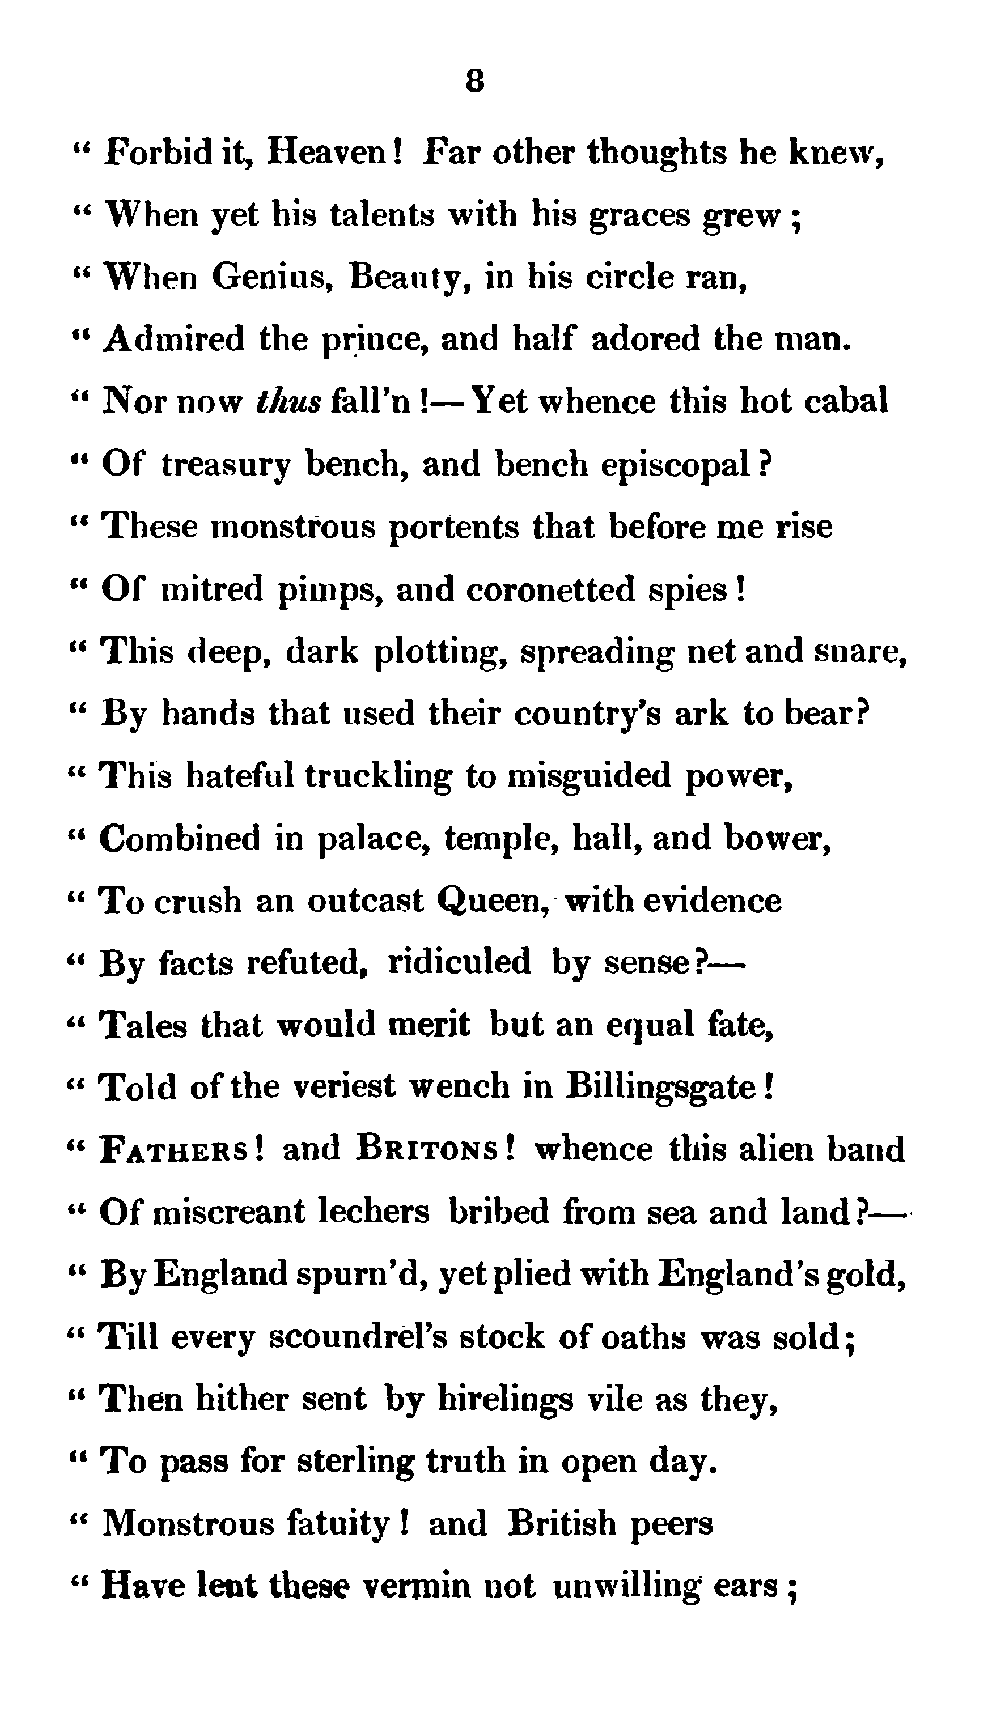 8
“ Forbid it, Heaven! Far other thoughts he knew,
“ When yet his talents with his graces grew ;
“ When Genius, Beauty, in his circle ran,
“ Admired the prince, and half adored the man.
“ Nor now thus fall’n !— Yet whence this hot cabal
“ Of treasury bench, and bench episcopal ?
“ These monstrous portents that before me rise
“ Of mitred pimps, and coronetted spies !
“ This deep, dark plotting, spreading net and snare,
“ By hands that used their country’s ark to bear?
“ This hateful truckling to misguided power,
“ Combined in palace, temple, hall, and bower,
“ To crush an outcast Queen, with evidence
“ By facts refuted, ridiculed by sense ?—
“ Tales that would merit but an equal fate,
“ Told of the veriest wench in Billingsgate !
“ FATHERS ! and BRITONS ! whence this alien band
“ Of miscreant lechers bribed from sea and land ?—
“ By England spurn’d, yet plied with England’s gold,
“ Till every scoundrel’s stock of oaths was sold;
“ Then hither sent by hirelings vile as they,
“ To pass for sterling truth in open day.
“ Monstrous fatuity ! and British peers
“ Have lent these vermin not unwilling ears ;